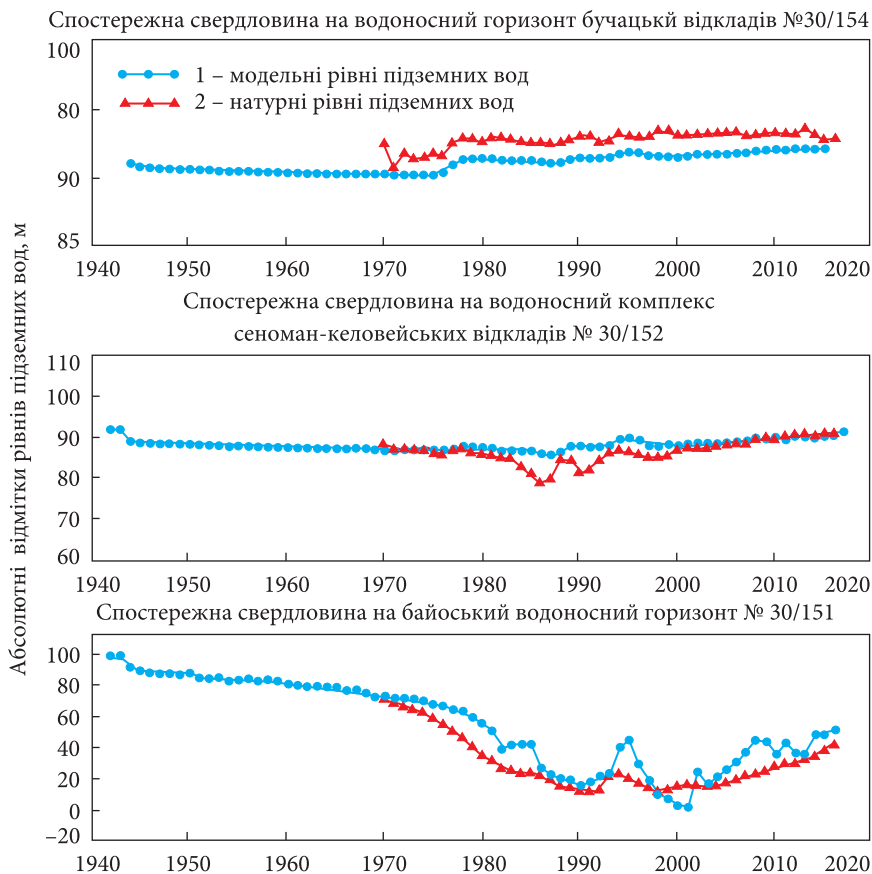 Спостережна свердловина на водоносний горизонт бучацькй відкладів №30/154
100
80
90
85
1 – модельні рівні підземних вод
2 – натурні рівні підземних вод
1940 1950 1960 1970 1980 1990 2000 2010 2020
Абсолютні відмітки рівнів підземних вод, м
Спостережна свердловина на водоносний комплекс
сеноман-келовейських відкладів № 30/152
110
100
90
80
70
60
1940 1950 1960 1970 1980 1990 2000 2010 2020
Спостережна свердловина на байоський водоносний горизонт № 30/151
100
80
60
40
20
0
–20
1940 1950 1960 1970 1980 1990 2000 2010 2020